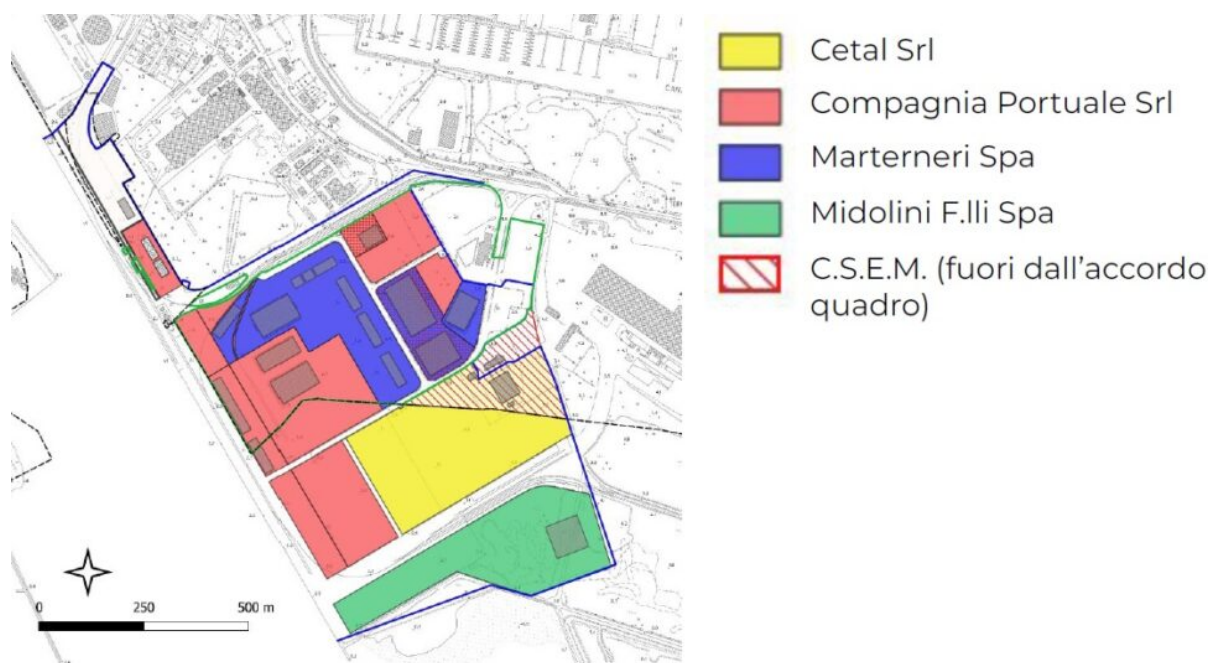 Cetal Srl
Compagnia Portuale Srl
Marterneri Spa
Midolini F.lli Spa
C.S.E.M. (fuori dall'accordo
quadro)
0 250 500 m